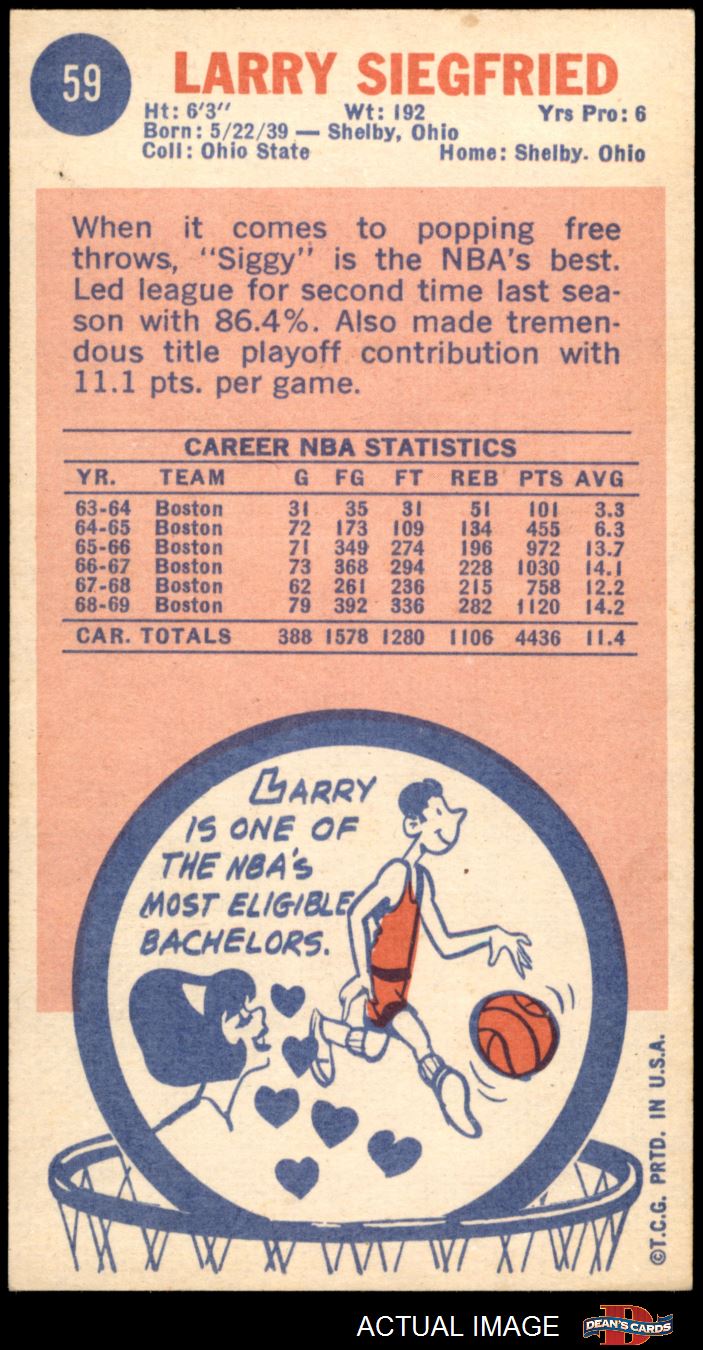 59
LARRY SIEGFRIED
Ht: 6'3" Wt: 192 Yrs Pro: 6
Born: 5/22/39 — Shelby, Ohio
Coll: Ohio State Home: Shelby. Ohio
When it comes to popping free
throws, "Siggy" is the NBA's best.
Led league for second time last sea-
son with 86.4%. Also made tremen-
dous title playoff contribution with
11.1 pts. per game.
CAREER NBA STATISTICS
YR. TEAM G FG FT REB PTS AVG
63-64 Boston 31 35 31 51 101 3.3
64-65 Boston 72 173 109 134 455 6.3
65-66 Boston 71 349 274 196 972 13.7
66-67 Boston 73 368 294 228 1030 14.1
67-68 Boston 62 261 236 215 758 12.2
68-69 Boston 79 392 336 282 1120 14.2
CAR. TOTALS 388 1578 1280 1106 4436 11.4
LARRY
IS ONE OF
THE NBA'S
MOST ELIGIBLE
BACHELORS.
©T.C.G. PRTD. IN U.S.A.
ACTUAL IMAGE
DEAN'S CARDS